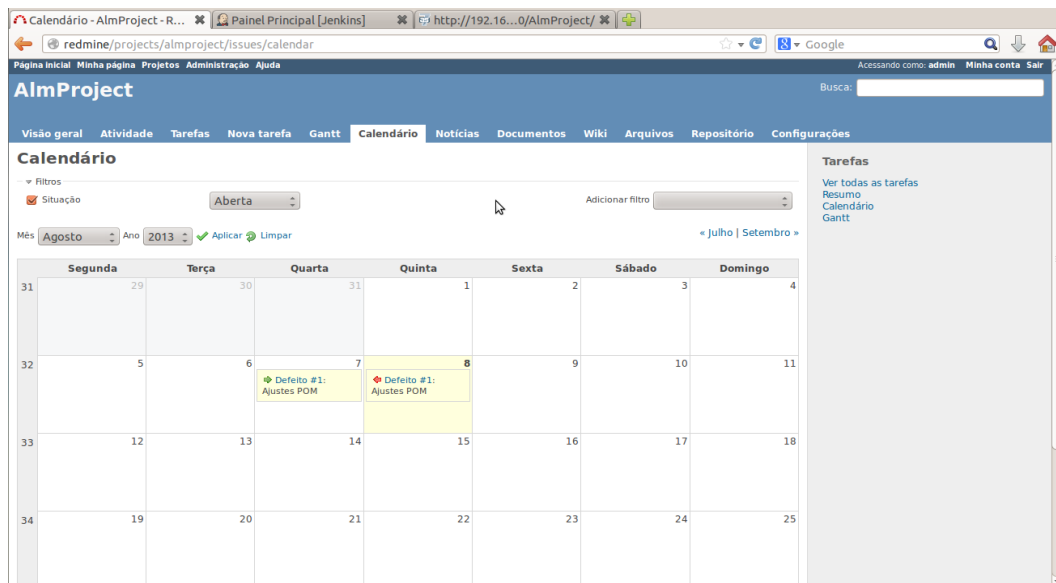 Calendário - AlmProject - R... Painel Principal [Jenkins] http://192.16...0/AlmProject/
redmine/projects/almproject/issues/calendar Google
Página inicial Minha página Projetos Administração Ajuda Acessando como: admin Minha conta Sair
AlmProject Busca:
Visão geral Atividade Tarefas Nova tarefa Gantt Calendário Notícias Documentos Wiki Arquivos Repositório Configurações
Calendário
Filtros
Situação Aberta Adicionar filtro
Mês Agosto Ano 2013 Aplicar Limpar « Julho | Setembro »
Segunda Terça Quarta Quinta Sexta Sábado Domingo
31 29 30 31 1 2 3 4
32 5 6 7 8 9 10 11
Defeito #1: Defeito #1:
Ajustes POM Ajustes POM
33 12 13 14 15 16 17 18
34 19 20 21 22 23 24 25
Tarefas
Ver todas as tarefas
Resumo
Calendário
Gantt